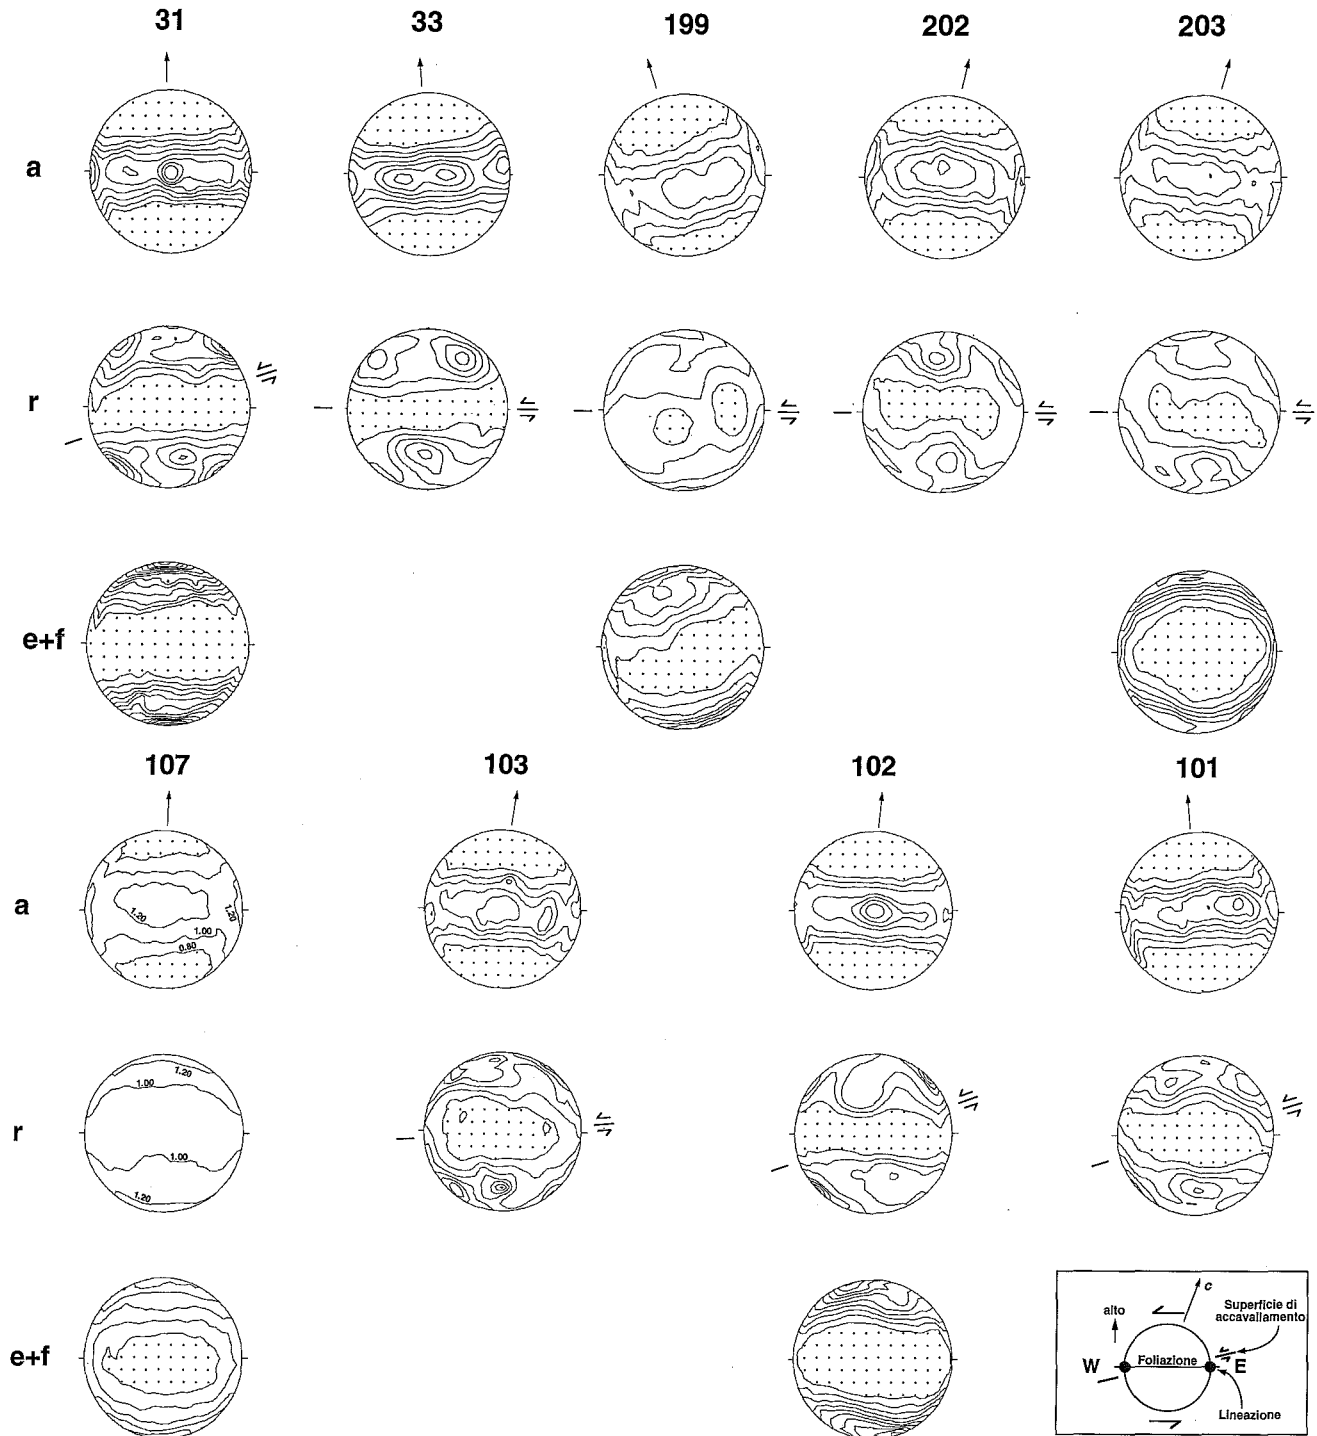 31 33 199 202 203
a
r
e+f
107 103 102 101
a
1.20
1.20
1.00
0.80
r
1.00
1.20
1.00
1.20
e+f
c
alto
Superficie di
accavallamento
W Foliazione E
Lineazione